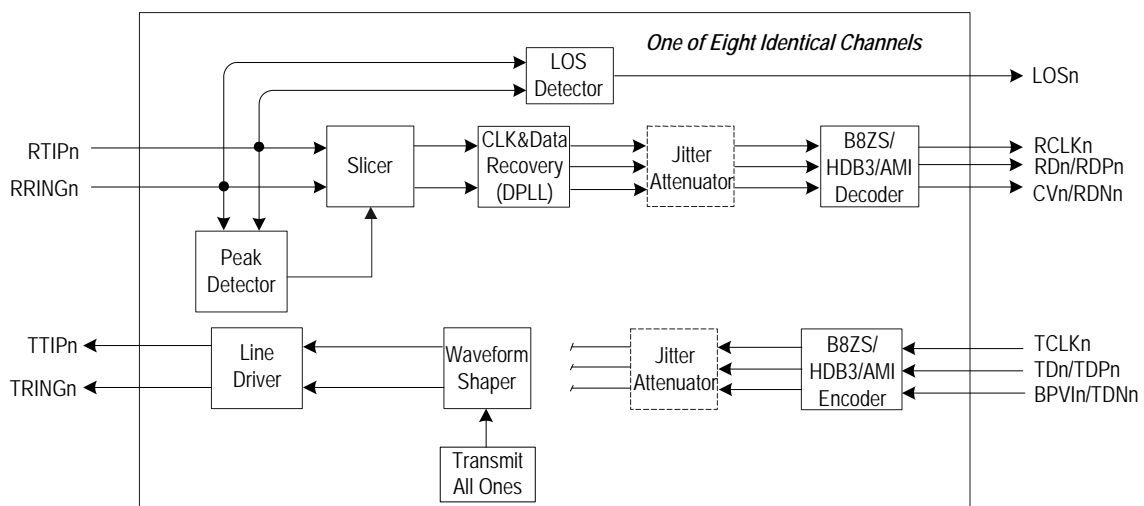 One of Eight Identical Channels
LOS
Detector
LOSn
RTIPn
RRINGn
Slicer
CLK&Data
Recovery
(DPLL)
Jitter
Attenuator
B8ZS/
HDB3/AMI
Decoder
RCLKn
RDn/RDPn
CVn/RDNn
Peak
Detector
TTIPn
TRINGn
Line
Driver
Waveform
Shaper
Jitter
Attenuator
B8ZS/
HDB3/AMI
Encoder
TCLKn
TDn/TDPn
BPVIn/TDNn
Transmit
All Ones